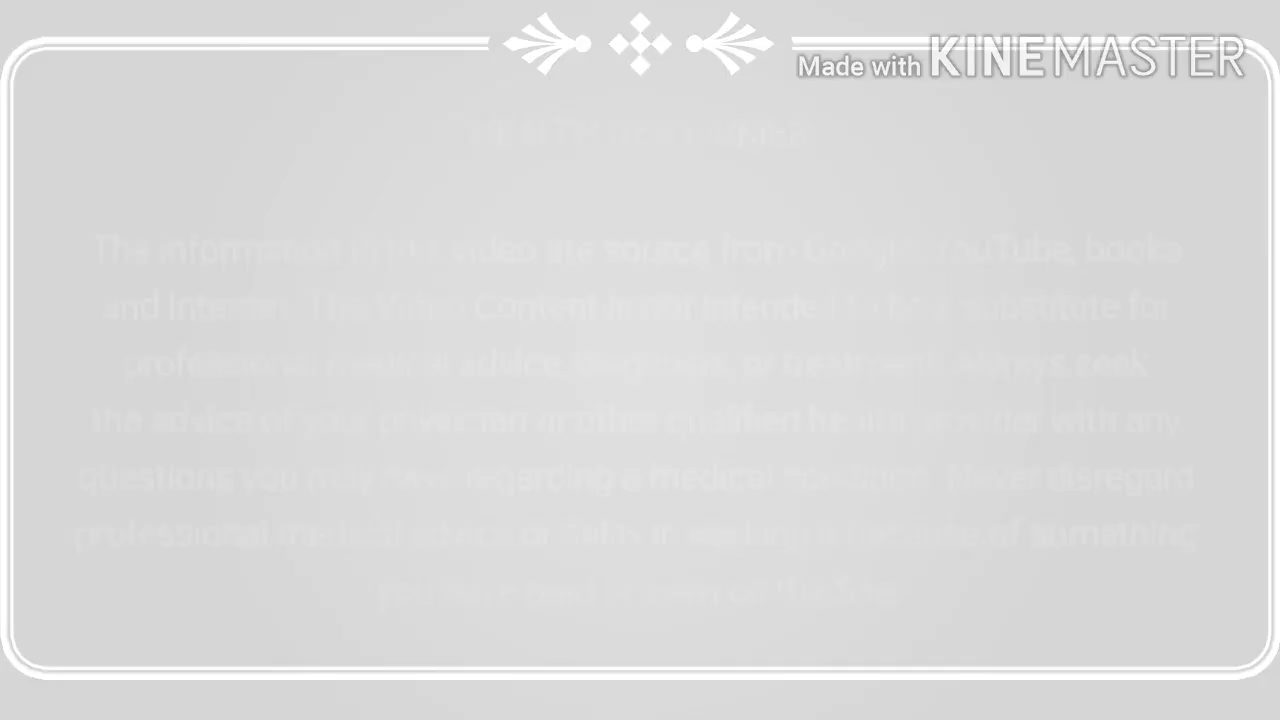 Made with KINEMASTER
The information in this video are source from Google, YouTube, books
and Internet. The Video Content is not intended to be a substitute for
professional medical advice, diagnosis, or treatment. Always seek
the advice of your physician or other qualified health provider with any
questions you may have regarding a medical condition. Never disregard
professional medical advice or delay in seeking it because of something
you have read or seen on the Site.